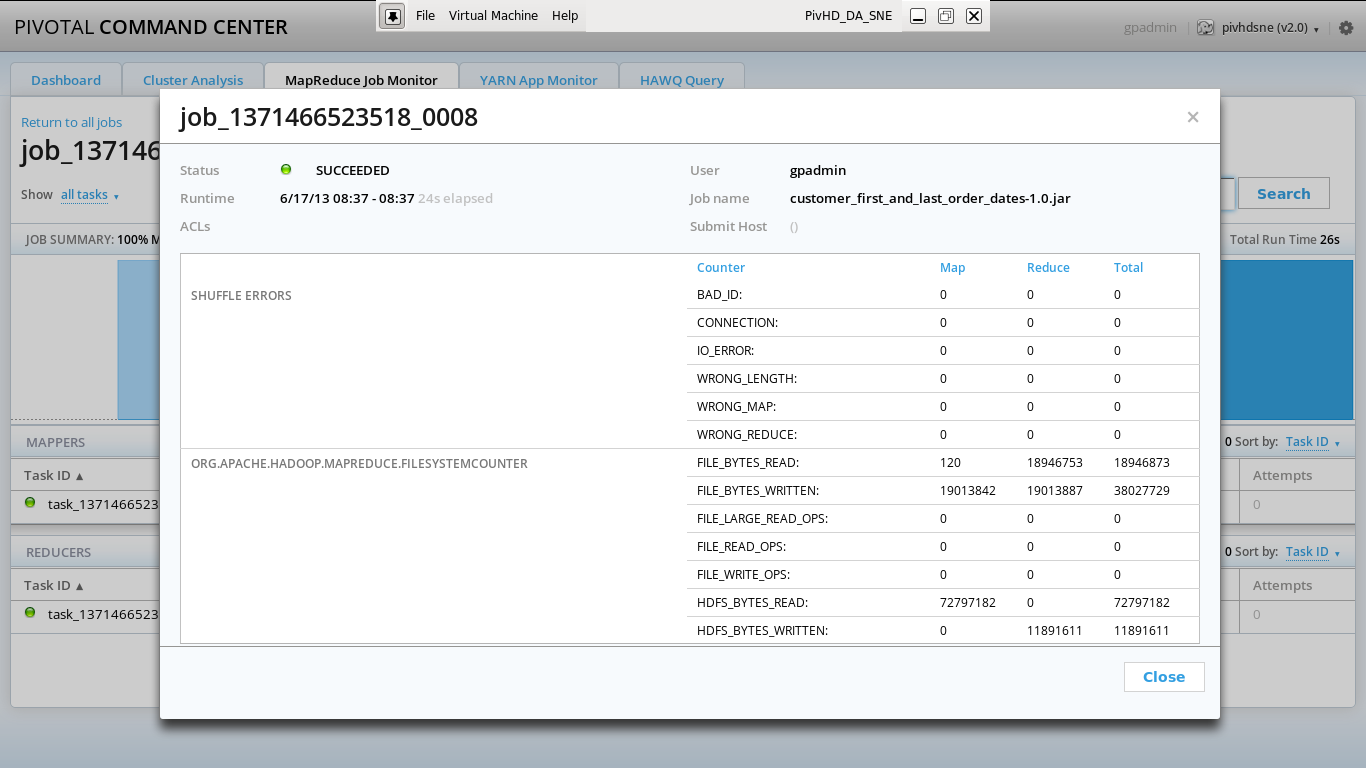 File Virtual Machine Help PivHD_DA_SNE
PIVOTAL COMMAND CENTER gpadmin pivhdsne (v2.0)
Dashboard Cluster Analysis MapReduce Job Monitor YARN App Monitor HAWQ Query
Return to all jobs
job_137146
Show all tasks
Search
JOB SUMMARY: 100% M
Total Run Time 26s
MAPPERS
0 Sort by: Task ID
Task ID ▲ Attempts
task_1371466523 0
REDUCERS
0 Sort by: Task ID
Task ID ▲ Attempts
task_1371466523 0
job_1371466523518_0008 ×
Status SUCCEEDED User gpadmin
Runtime 6/17/13 08:37 - 08:37 24s elapsed Job name customer_first_and_last_order_dates-1.0.jar
ACLs Submit Host ()
Counter Map Reduce Total
SHUFFLE ERRORS BAD_ID: 0 0 0
CONNECTION: 0 0 0
IO_ERROR: 0 0 0
WRONG_LENGTH: 0 0 0
WRONG_MAP: 0 0 0
WRONG_REDUCE: 0 0 0
ORG.APACHE.HADOOP.MAPREDUCE.FILESYSTEMCOUNTER FILE_BYTES_READ: 120 18946753 18946873
FILE_BYTES_WRITTEN: 19013842 19013887 38027729
FILE_LARGE_READ_OPS: 0 0 0
FILE_READ_OPS: 0 0 0
FILE_WRITE_OPS: 0 0 0
HDFS_BYTES_READ: 72797182 0 72797182
HDFS_BYTES_WRITTEN: 0 11891611 11891611
Close